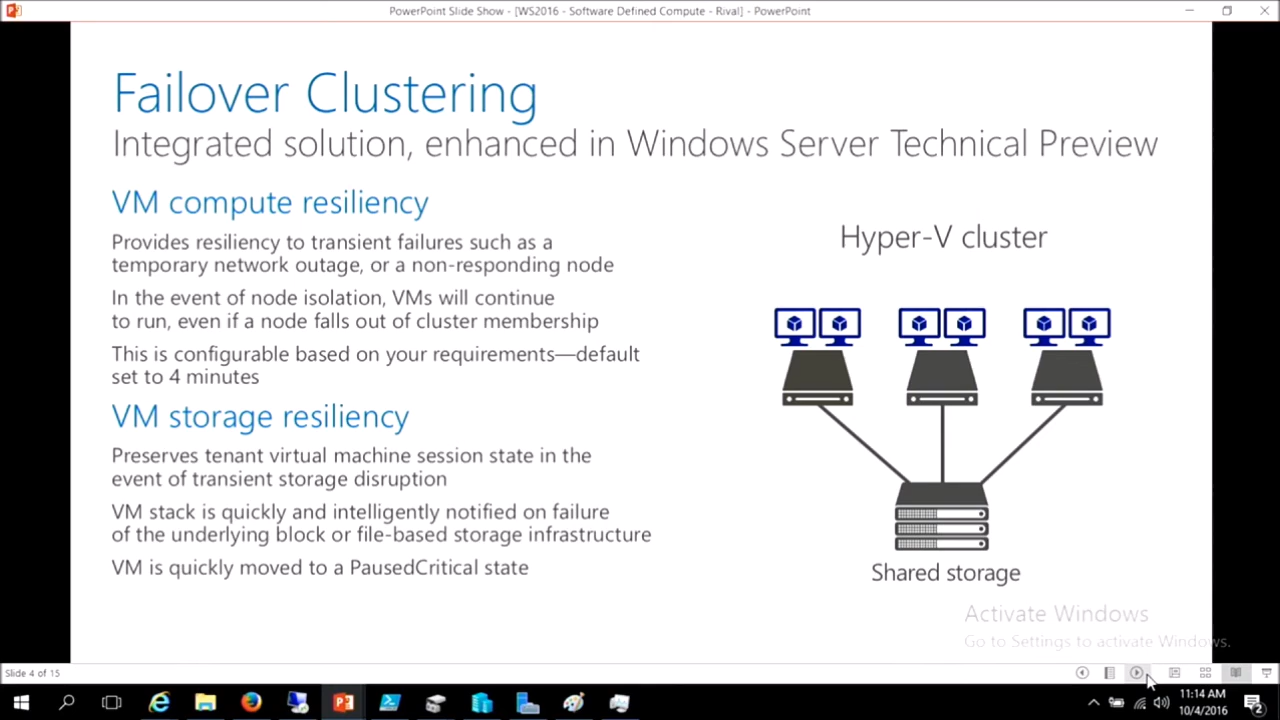 PowerPoint Slide Show - [WS2016 - Software Defined Compute - Rival] - PowerPoint
Failover Clustering
Integrated solution, enhanced in Windows Server Technical Preview
VM compute resiliency
Provides resiliency to transient failures such as a
temporary network outage, or a non-responding node
In the event of node isolation, VMs will continue
to run, even if a node falls out of cluster membership
This is configurable based on your requirements—default
set to 4 minutes
VM storage resiliency
Preserves tenant virtual machine session state in the
event of transient storage disruption
VM stack is quickly and intelligently notified on failure
of the underlying block or file-based storage infrastructure
VM is quickly moved to a PausedCritical state
Hyper-V cluster
Shared storage
Activate Windows
Go to Settings to activate Windows.
Slide 4 of 15
11:14 AM
10/4/2016
2